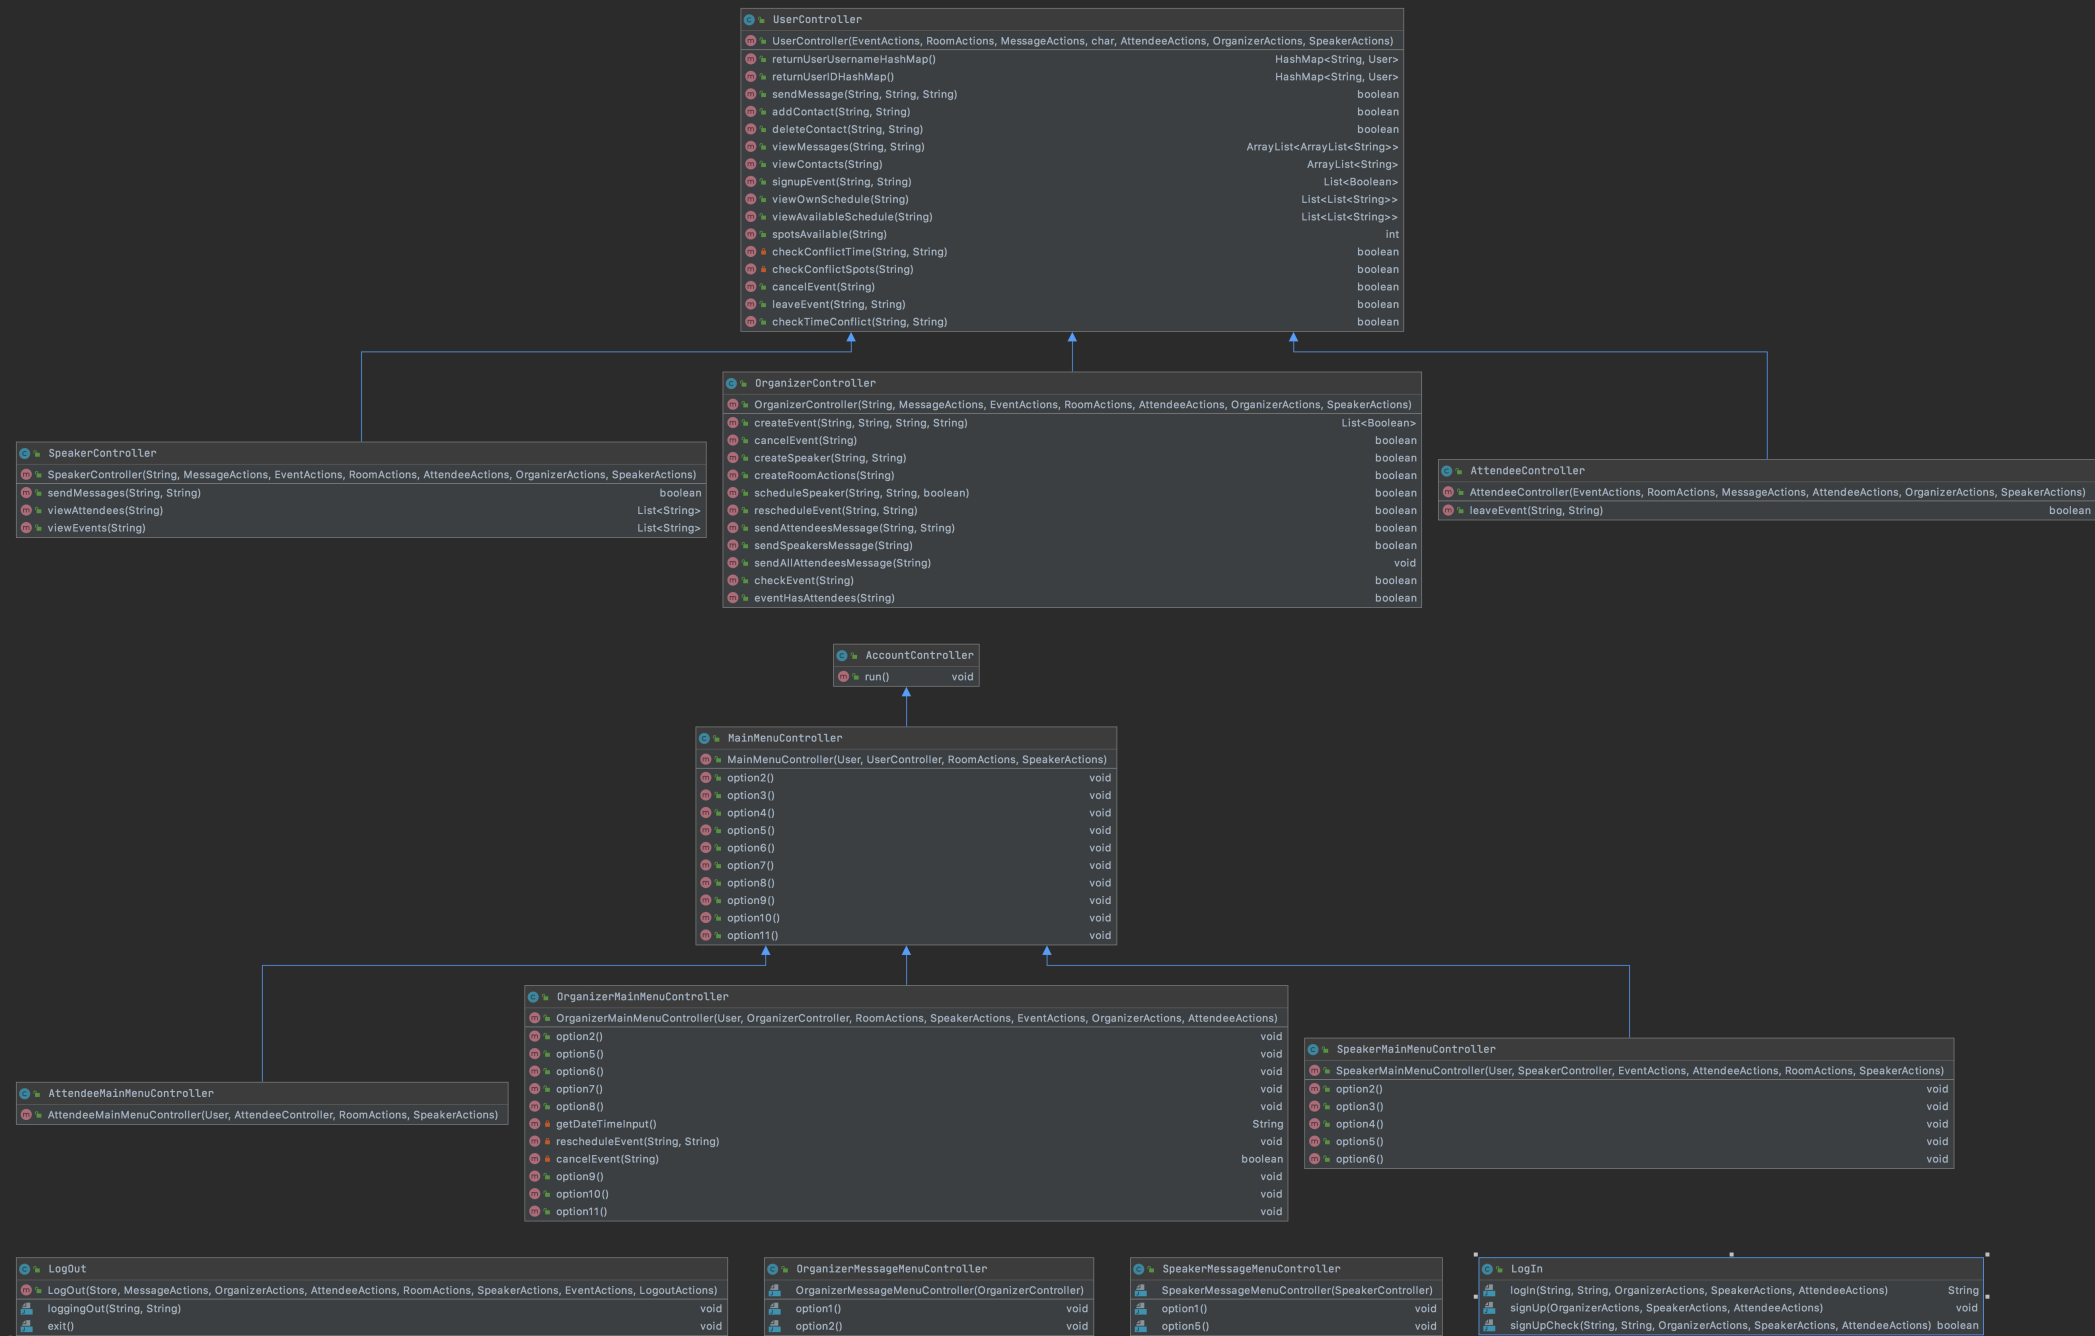 UserController
UserController(EventActions, RoomActions, MessageActions, char, AttendeeActions, OrganizerActions, SpeakerActions)
returnUserUsernameHashMap() HashMap<String, User>
returnUserIDHashMap() HashMap<String, User>
sendMessage(String, String, String) boolean
addContact(String, String) boolean
deleteContact(String, String) boolean
viewMessages(String, String) ArrayList<ArrayList<String>>
viewContacts(String) ArrayList<String>
signupEvent(String, String) List<Boolean>
viewOwnSchedule(String) List<List<String>>
viewAvailableSchedule(String) List<List<String>>
spotsAvailable(String) int
checkConflictTime(String, String) boolean
checkConflictSpots(String) boolean
cancelEvent(String) boolean
leaveEvent(String, String) boolean
checkTimeConflict(String, String) boolean
OrganizerController
OrganizerController(String, MessageActions, EventActions, RoomActions, AttendeeActions, OrganizerActions, SpeakerActions)
createEvent(String, String, String, String) List<Boolean>
cancelEvent(String) boolean
createSpeaker(String, String) boolean
createRoomActions(String) boolean
scheduleSpeaker(String, String, boolean) boolean
rescheduleEvent(String, String) boolean
sendAttendeesMessage(String, String) boolean
sendSpeakersMessage(String) boolean
sendAllAttendeesMessage(String) void
checkEvent(String) boolean
eventHasAttendees(String) boolean
SpeakerController
SpeakerController(String, MessageActions, EventActions, RoomActions, AttendeeActions, OrganizerActions, SpeakerActions)
sendMessages(String, String) boolean
viewAttendees(String) List<String>
viewEvents(String) List<String>
AttendeeController
AttendeeController(EventActions, RoomActions, MessageActions, AttendeeActions, OrganizerActions, SpeakerActions)
leaveEvent(String, String) boolean
AccountController
run() void
MainMenuController
MainMenuController(User, UserController, RoomActions, SpeakerActions)
option2() void
option3() void
option4() void
option5() void
option6() void
option7() void
option8() void
option9() void
option10() void
option11() void
OrganizerMainMenuController
OrganizerMainMenuController(User, OrganizerController, RoomActions, SpeakerActions, EventActions, OrganizerActions, AttendeeActions)
option2() void
option5() void
option6() void
option7() void
option8() void
getDateTimeInput() String
rescheduleEvent(String, String) void
cancelEvent(String) boolean
option9() void
option10() void
option11() void
SpeakerMainMenuController
SpeakerMainMenuController(User, SpeakerController, EventActions, AttendeeActions, RoomActions, SpeakerActions)
option2() void
option3() void
option4() void
option5() void
option6() void
AttendeeMainMenuController
AttendeeMainMenuController(User, AttendeeController, RoomActions, SpeakerActions)
LogOut
LogOut(Store, MessageActions, OrganizerActions, AttendeeActions, RoomActions, SpeakerActions, EventActions, LogoutActions)
loggingOut(String, String) void
exit() void
OrganizerMessageMenuController
OrganizerMessageMenuController(OrganizerController)
option1() void
option2() void
SpeakerMessageMenuController
SpeakerMessageMenuController(SpeakerController)
option1() void
option5() void
LogIn
logIn(String, String, OrganizerActions, SpeakerActions, AttendeeActions) String
signUp(OrganizerActions, SpeakerActions, AttendeeActions) void
signUpCheck(String, String, OrganizerActions, SpeakerActions, AttendeeActions) boolean